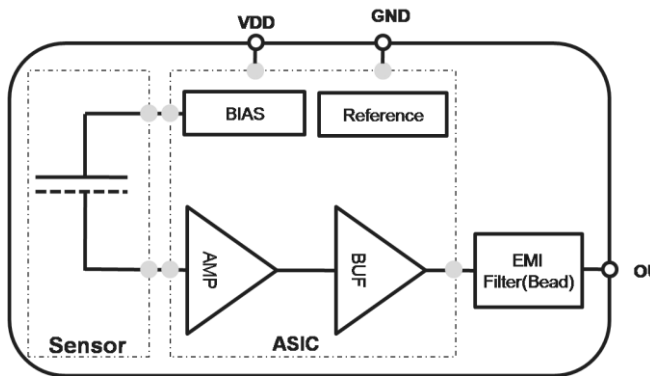 VDD
GND
BIAS
Reference
AMP
BUF
EMI
Filter(Bead)
Sensor
ASIC